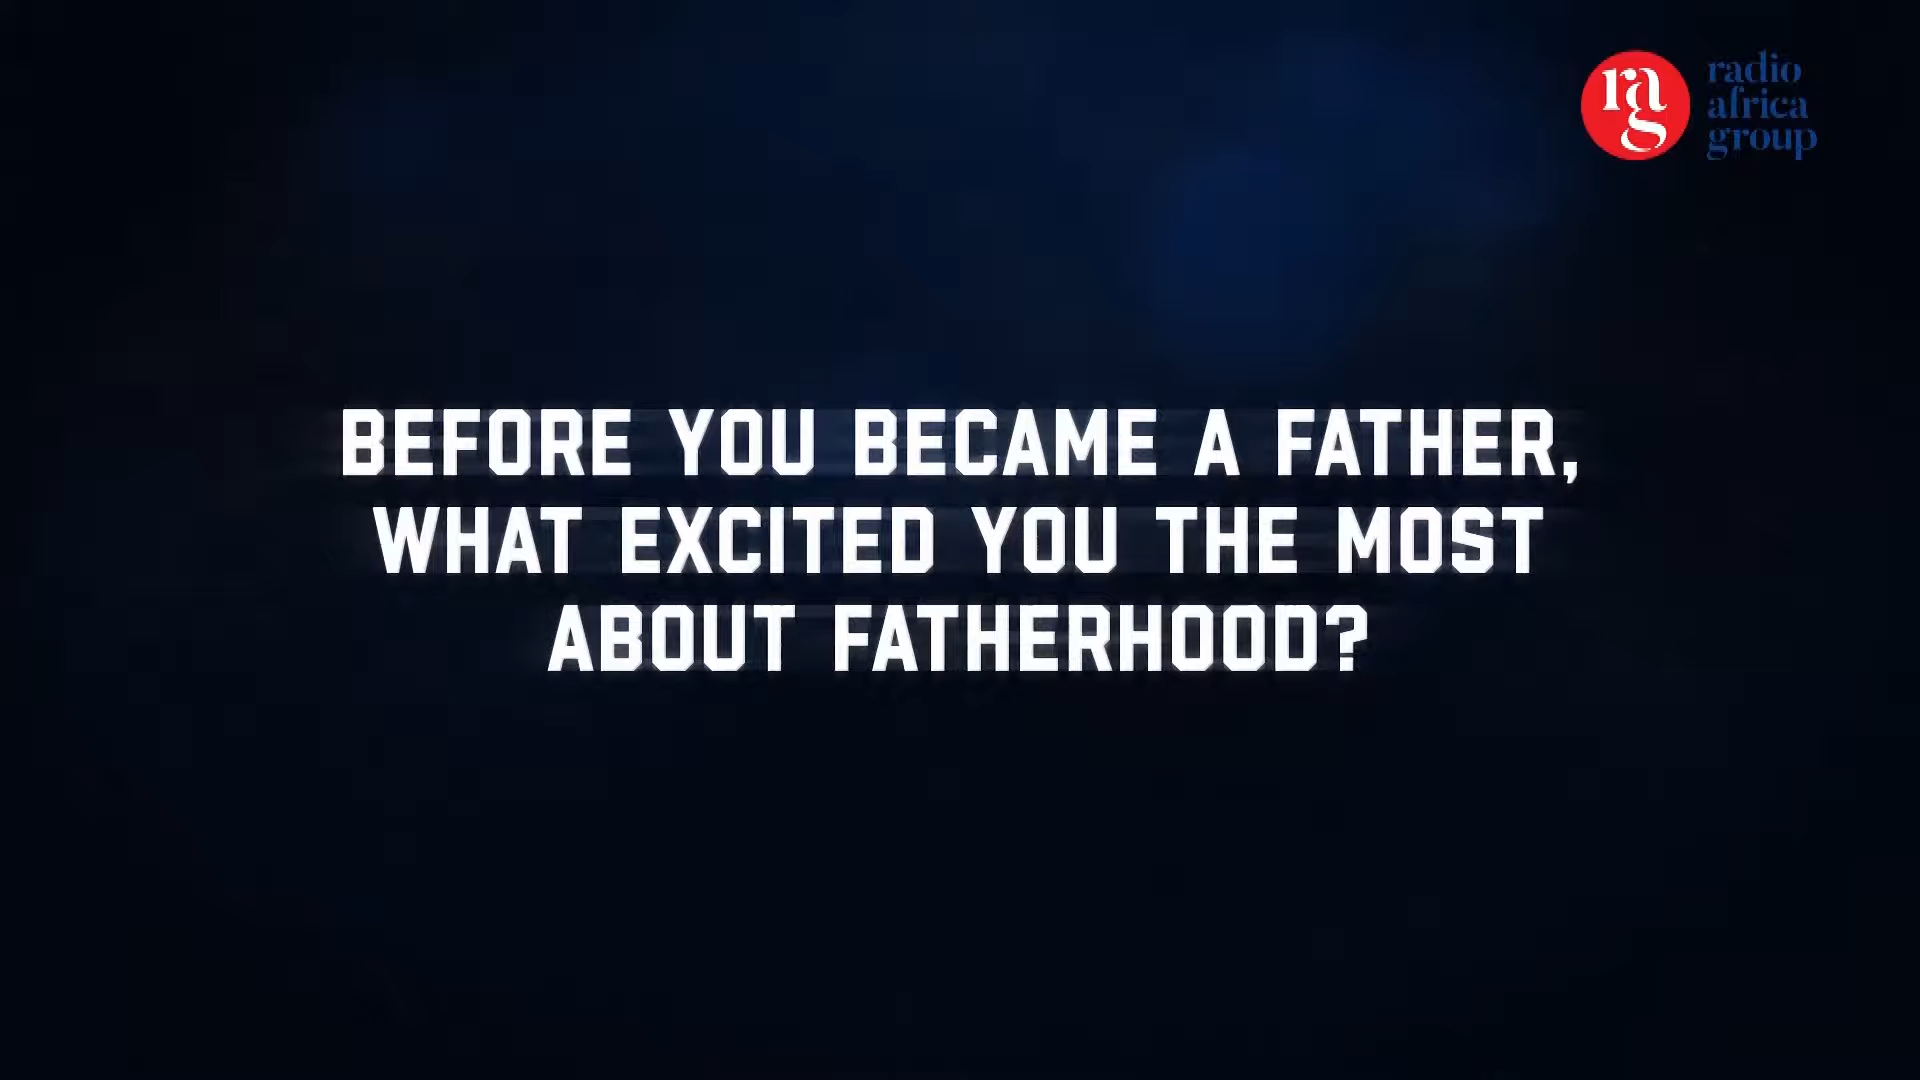 rag
radio
africa
group
BEFORE YOU BECAME A FATHER,
WHAT EXCITED YOU THE MOST
ABOUT FATHERHOOD?